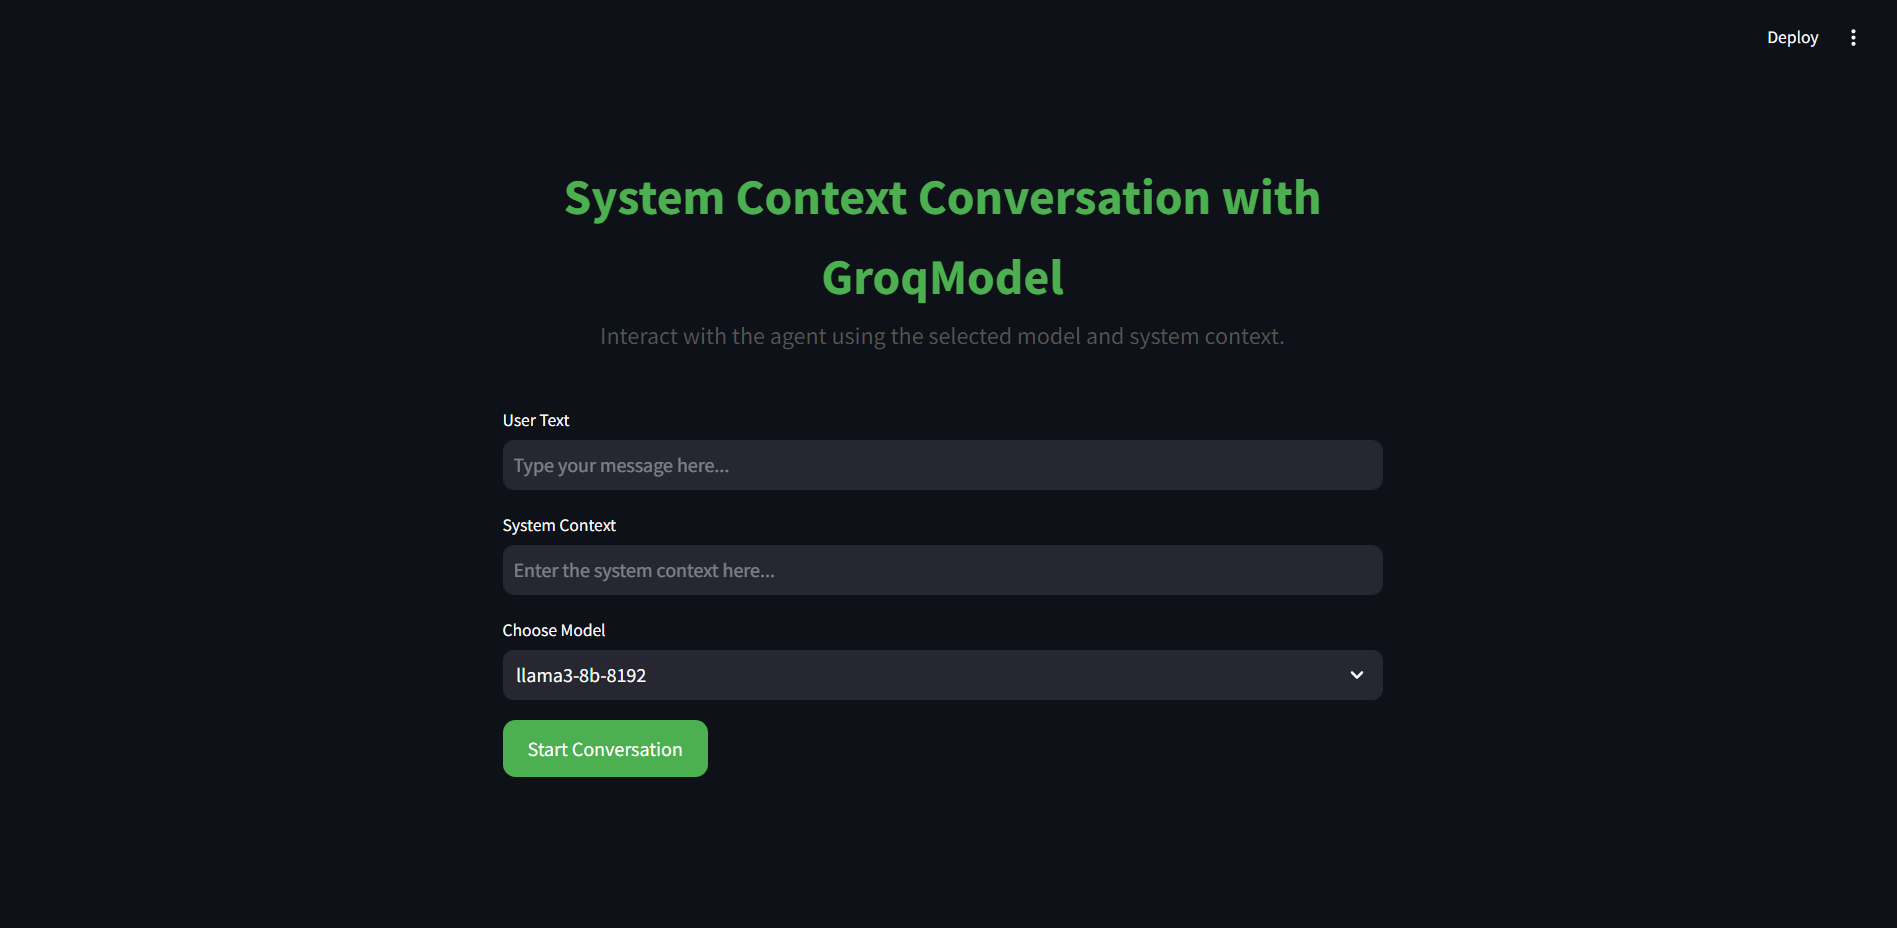 Deploy
System Context Conversation with
GroqModel
Interact with the agent using the selected model and system context.
User Text
Type your message here...
System Context
Enter the system context here...
Choose Model
llama3-8b-8192
Start Conversation